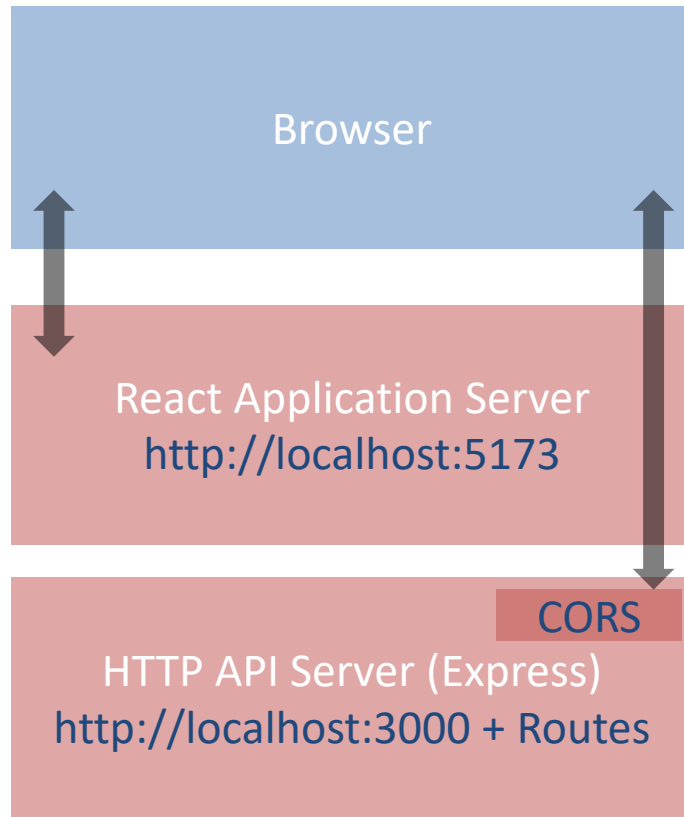 Browser
React Application Server
http://localhost:5173
CORS
HTTP API Server (Express)
http://localhost:3000 + Routes